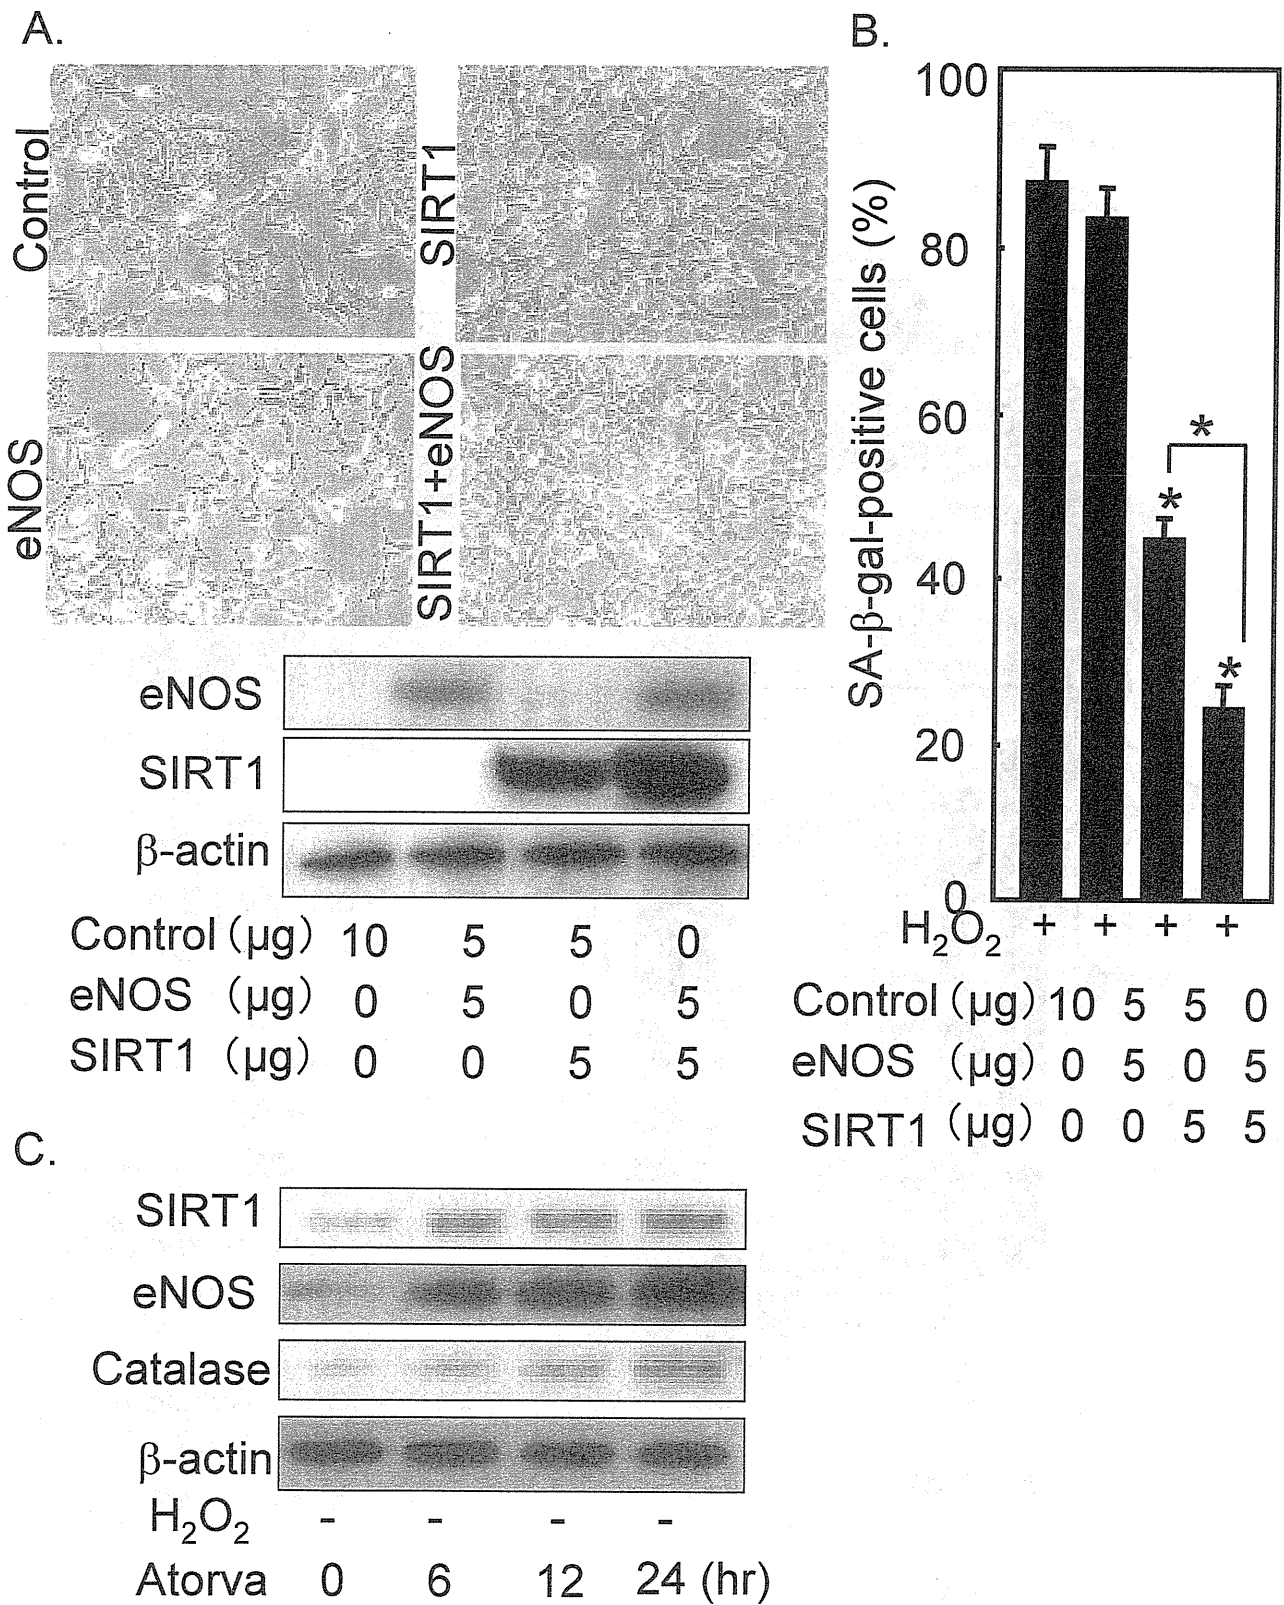 A.
Control
SIRT1
eNOS
SIRT1+eNOS
eNOS
SIRT1
β-actin
Control (μg) 10 5 5 0
eNOS (μg) 0 5 0 5
SIRT1 (μg) 0 0 5 5
B.
SA-β-gal-positive cells (%)
100
80
60
40
20
0
*
*
*
H₂O₂ + + + +
Control (μg) 10 5 5 0
eNOS (μg) 0 5 0 5
SIRT1 (μg) 0 0 5 5
C.
SIRT1
eNOS
Catalase
β-actin
H₂O₂ - - - -
Atorva 0 6 12 24 (hr)